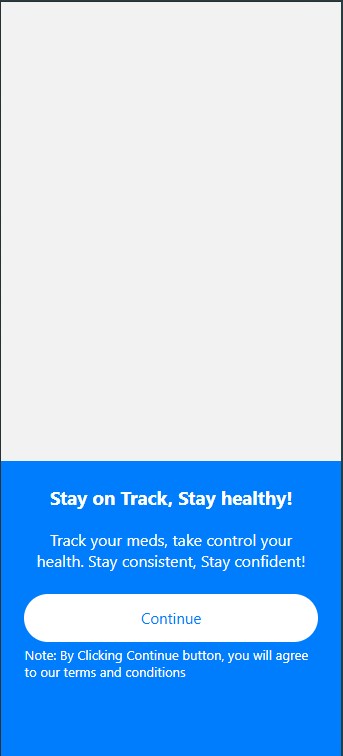 Stay on Track, Stay healthy!
Track your meds, take control your
health. Stay consistent, Stay confident!
Continue
Note: By Clicking Continue button, you will agree
to our terms and conditions